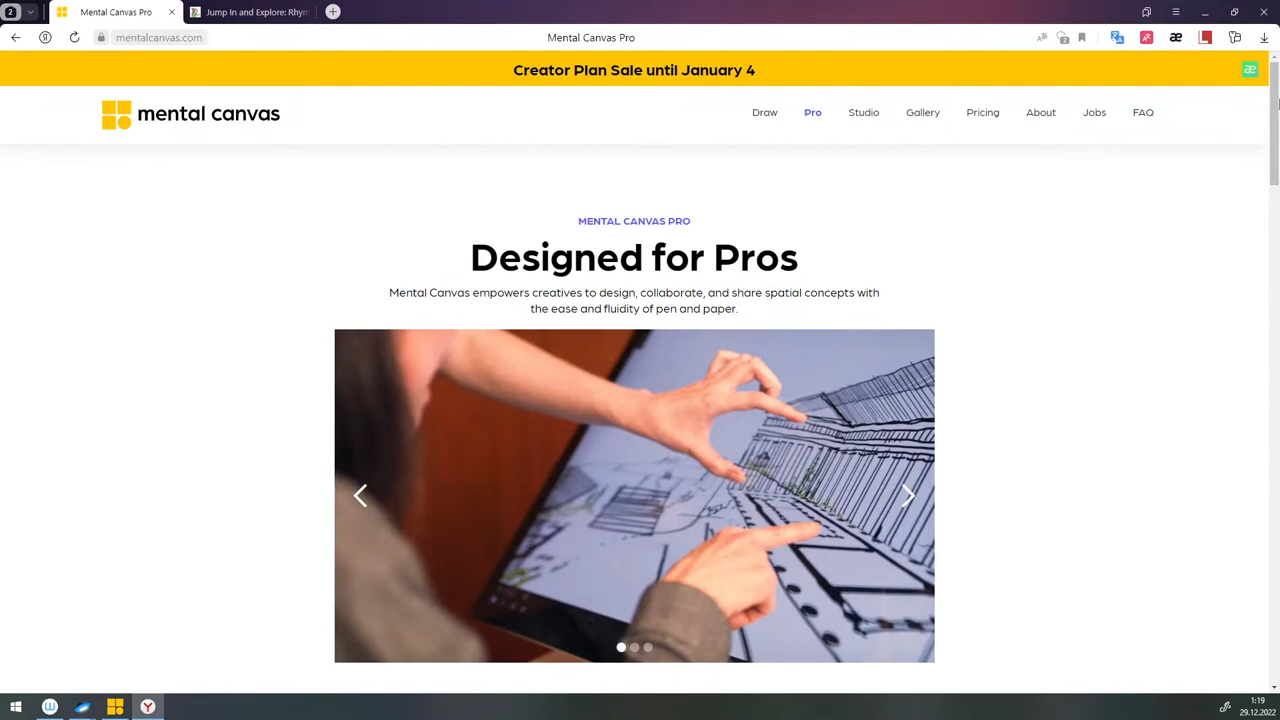 2
Mental Canvas Pro
Jump In and Explore: Rhym
mentalcanvas.com
Mental Canvas Pro
Creator Plan Sale until January 4
mental canvas
Draw
Pro
Studio
Gallery
Pricing
About
Jobs
FAQ
MENTAL CANVAS PRO
Designed for Pros
Mental Canvas empowers creatives to design, collaborate, and share spatial concepts with
the ease and fluidity of pen and paper.
1:19
29.12.2022